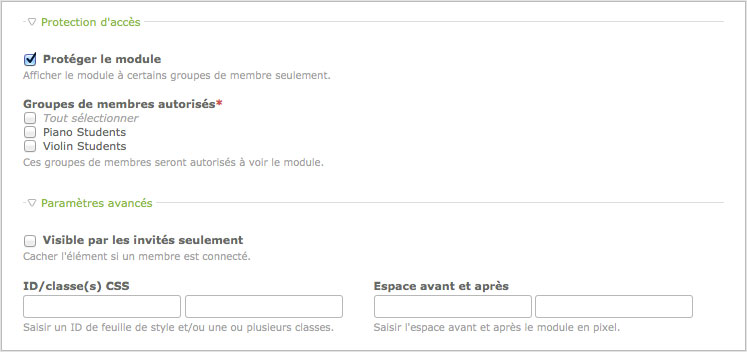 Protection d'accès
Protéger le module
Afficher le module à certains groupes de membre seulement.
Groupes de membres autorisés*
Tout sélectionner
Piano Students
Violin Students
Ces groupes de membres seront autorisés à voir le module.
Paramètres avancés
Visible par les invités seulement
Cacher l'élément si un membre est connecté.
ID/classe(s) CSS
Espace avant et après
Saisir un ID de feuille de style et/ou une ou plusieurs classes.
Saisir l'espace avant et après le module en pixel.